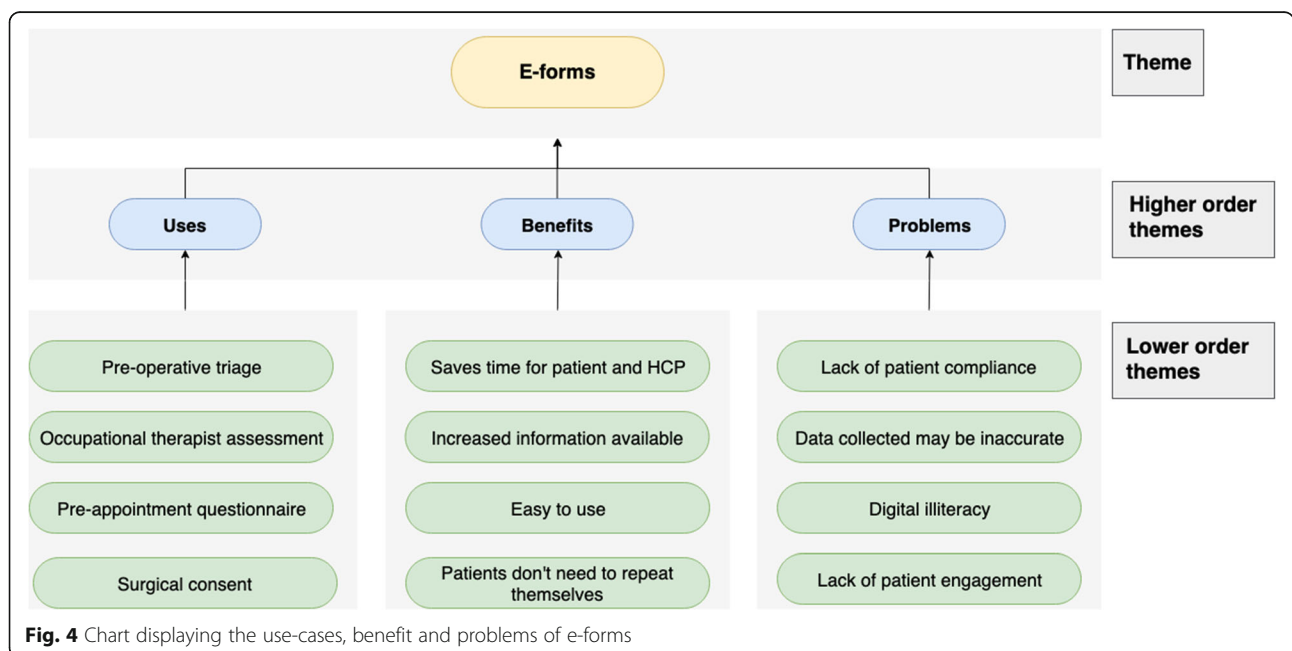 E-forms
Theme
Uses
Benefits
Problems
Higher order
themes
Lower order
themes
Pre-operative triage
Occupational therapist assessment
Pre-appointment questionnaire
Surgical consent
Saves time for patient and HCP
Increased information available
Easy to use
Patients don't need to repeat
themselves
Lack of patient compliance
Data collected may be inaccurate
Digital illiteracy
Lack of patient engagement
Fig. 4 Chart displaying the use-cases, benefit and problems of e-forms